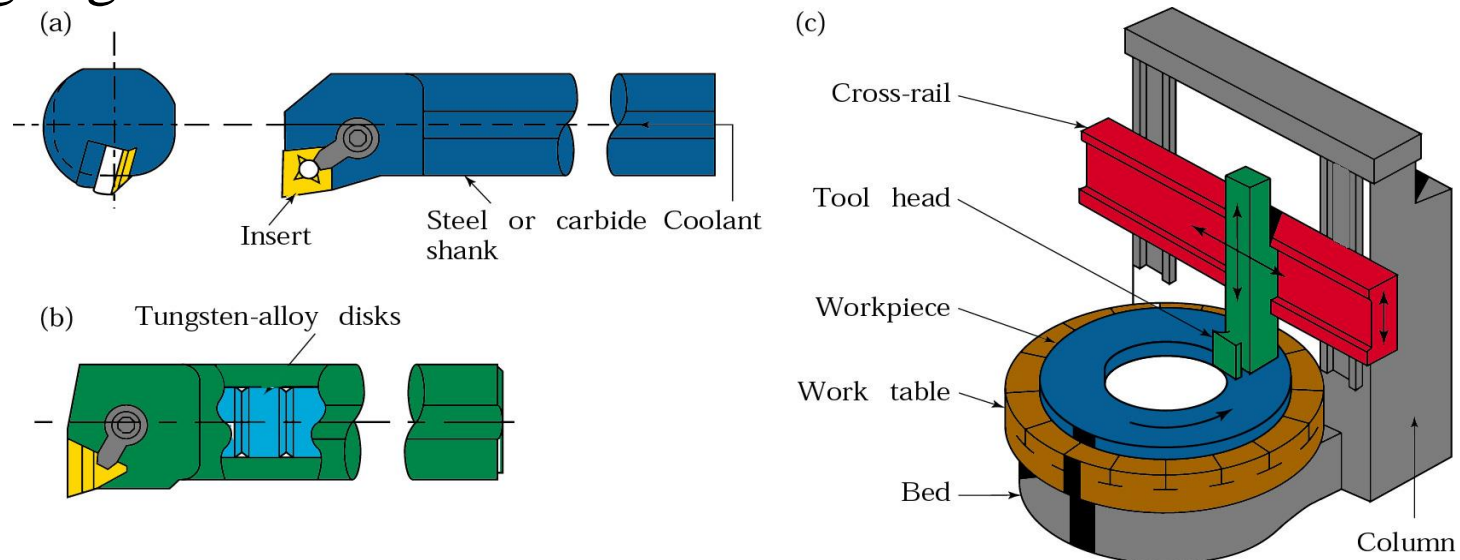 (a)
Insert
Steel or carbide
shank
Coolant
(b)
Tungsten-alloy disks
(c)
Cross-rail
Tool head
Workpiece
Work table
Bed
Column